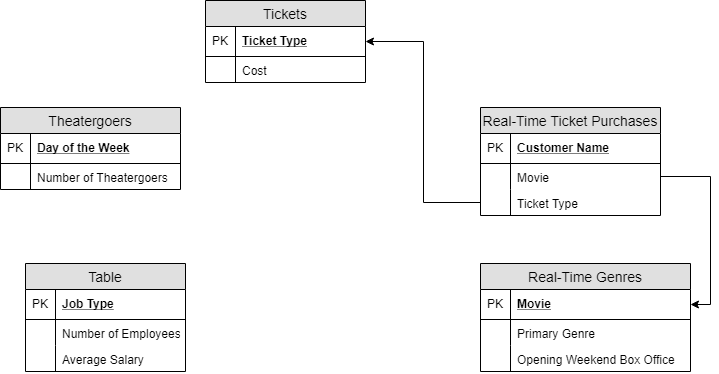 Tickets
PK Ticket Type
Cost
Theatergoers
PK Day of the Week
Number of Theatergoers
Real-Time Ticket Purchases
PK Customer Name
Movie
Ticket Type
Table
PK Job Type
Number of Employees
Average Salary
Real-Time Genres
PK Movie
Primary Genre
Opening Weekend Box Office